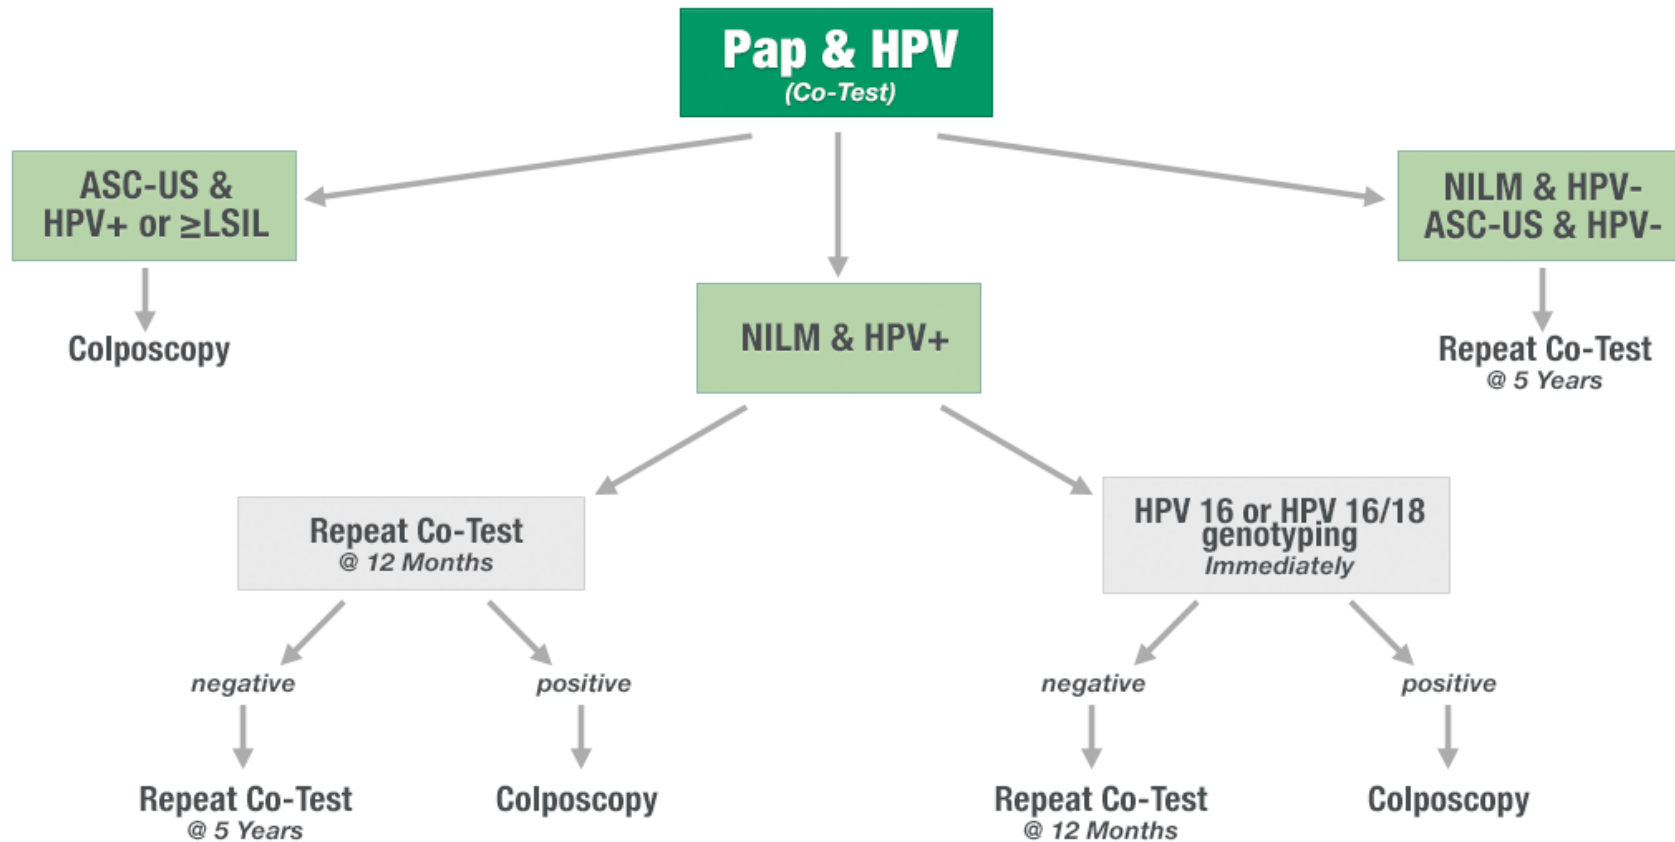 Pap & HPV
(Co-Test)
ASC-US &
HPV+ or ≥LSIL
Colposcopy
NILM & HPV+
NILM & HPV-
ASC-US & HPV-
Repeat Co-Test
@ 5 Years
Repeat Co-Test
@ 12 Months
negative
Repeat Co-Test
@ 5 Years
positive
Colposcopy
HPV 16 or HPV 16/18
genotyping
Immediately
negative
Repeat Co-Test
@ 12 Months
positive
Colposcopy